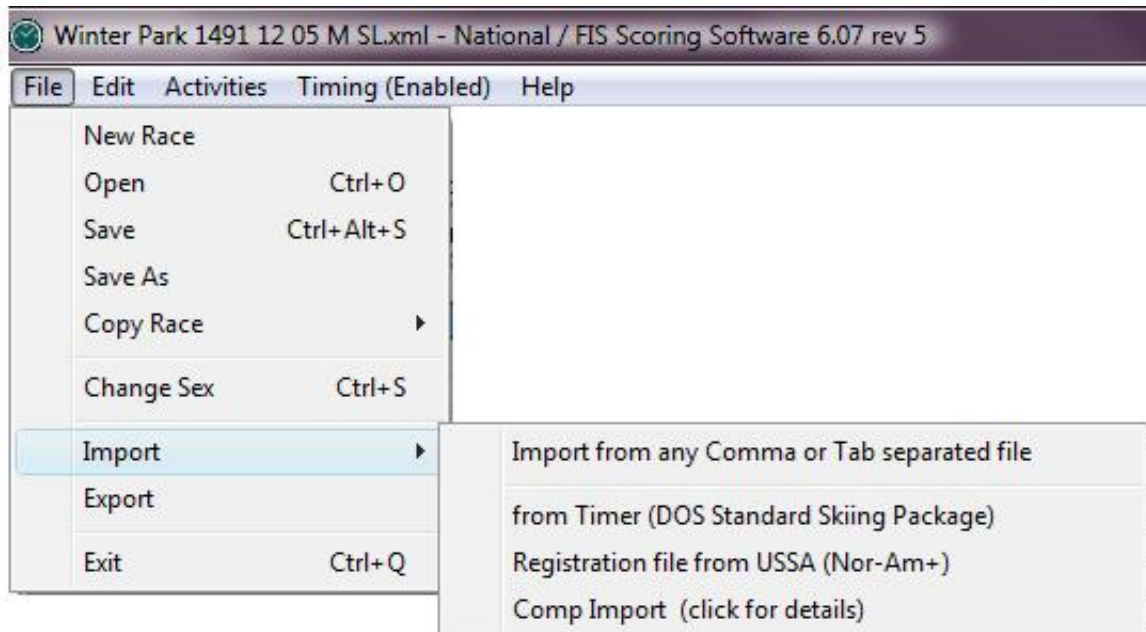 Winter Park 1491 12 05 M SL.xml - National / FIS Scoring Software 6.07 rev 5
File Edit Activities Timing (Enabled) Help
New Race
Open Ctrl+O
Save Ctrl+Alt+S
Save As
Copy Race
Change Sex Ctrl+S
Import
Import from any Comma or Tab separated file
Export
from Timer (DOS Standard Skiing Package)
Exit Ctrl+Q
Registration file from USSA (Nor-Am+)
Comp Import (click for details)